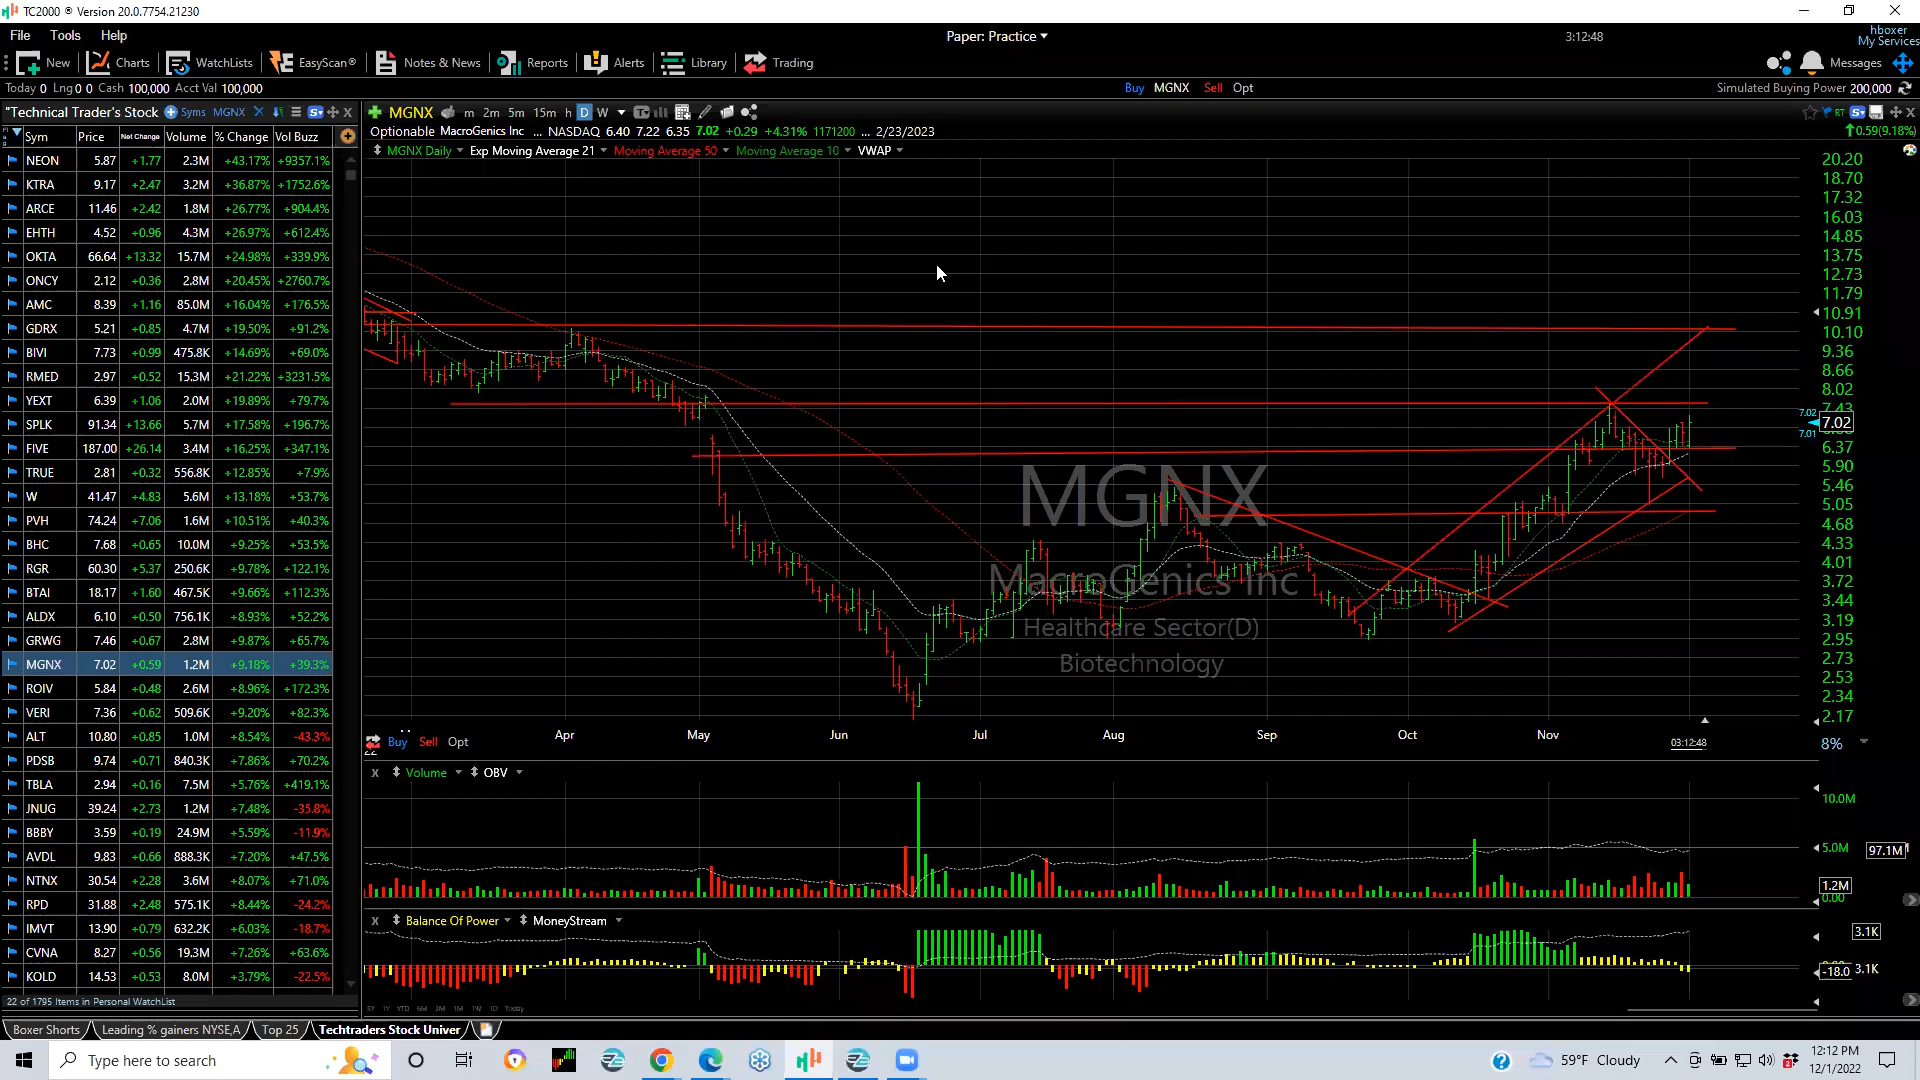 TC2000 ® Version 20.0.7754.21230
File Tools Help
Paper: Practice
3:12:48
hboxer
My Services
New Charts WatchLists EasyScan® Notes & News Reports Alerts Library Trading Messages
Today 0 Lng 0 0 Cash 100,000 Acct Val 100,000
Buy MGNX Sell Opt
Simulated Buying Power 200,000
"Technical Trader's Stock Syms MGNX
MGNX m 2m 5m 15m h D W
RT
Sym Price Net Change Volume % Change Vol Buzz
Optionable MacroGenics Inc ... NASDAQ 6.40 7.22 6.35 7.02 +0.29 +4.31% 1171200 ... 2/23/2023
0.59(9.18%)
MGNX Daily Exp Moving Average 21 Moving Average 50 Moving Average 10 VWAP
NEON 5.87 +1.77 2.3M +43.17% +9357.1%
KTRA 9.17 +2.47 3.2M +36.87% +1752.6%
ARCE 11.46 +2.42 1.8M +26.77% +904.4%
EHTH 4.52 +0.96 4.3M +26.97% +612.4%
OKTA 66.64 +13.32 15.7M +24.98% +339.9%
ONCY 2.12 +0.36 2.8M +20.45% +2760.7%
AMC 8.39 +1.16 85.0M +16.04% +176.5%
GDRX 5.21 +0.85 4.7M +19.50% +91.2%
BIVI 7.73 +0.99 475.8K +14.69% +69.0%
RMED 2.97 +0.52 15.3M +21.22% +3231.5%
YEXT 6.39 +1.06 2.0M +19.89% +79.7%
SPLK 91.34 +13.66 5.7M +17.58% +196.7%
FIVE 187.00 +26.14 3.4M +16.25% +347.1%
TRUE 2.81 +0.32 556.8K +12.85% +7.9%
W 41.47 +4.83 5.6M +13.18% +53.7%
PVH 74.24 +7.06 1.6M +10.51% +40.3%
BHC 7.68 +0.65 10.0M +9.25% +53.5%
RGR 60.30 +5.37 250.6K +9.78% +122.1%
BTAI 18.17 +1.60 467.5K +9.66% +112.3%
ALDX 6.10 +0.50 756.1K +8.93% +52.2%
GRWG 7.46 +0.67 2.8M +9.87% +65.7%
MGNX 7.02 +0.59 1.2M +9.18% +39.3%
ROIV 5.84 +0.48 2.6M +8.96% +172.3%
VERI 7.36 +0.62 509.6K +9.20% +82.3%
ALT 10.80 +0.85 1.0M +8.54% -43.3%
PDSB 9.74 +0.71 840.3K +7.86% +70.2%
TBLA 2.94 +0.16 7.5M +5.76% +419.1%
JNUG 39.24 +2.73 1.2M +7.48% -35.8%
BBBY 3.59 +0.19 24.9M +5.59% -11.9%
AVDL 9.83 +0.66 888.3K +7.20% +47.5%
NTNX 30.54 +2.28 3.6M +8.07% +71.0%
RPD 31.88 +2.48 575.1K +8.44% -24.2%
IMVT 13.90 +0.79 632.2K +6.03% -18.7%
CVNA 8.27 +0.56 19.3M +7.26% +63.6%
KOLD 14.53 +0.53 8.0M +3.79% -22.5%
22 of 1795 Items in Personal WatchList
20.20
18.70
17.32
16.03
14.85
13.75
12.73
11.79
10.91
10.10
9.36
8.66
8.02
7.43
7.02 7.02
7.01
6.37
5.90
5.46
5.05
4.68
4.33
4.01
3.72
3.44
3.19
2.95
2.73
2.53
2.34
2.17
MGNX
MacroGenics Inc
Healthcare Sector(D)
Biotechnology
Apr May Jun Jul Aug Sep Oct Nov
03:12:48
8%
Buy Sell Opt
22
x Volume OBV
10.0M
5.0M 97.1M
1.2M
0.00
x Balance Of Power MoneyStream
3.1K
-18.0 3.1K
5Y 1Y YTD 6M 3M 1M 1W 1D Today
Boxer Shorts Leading % gainers NYSE,A Top 25 Techtraders Stock Univer
Type here to search
59°F Cloudy
12:12 PM
12/1/2022